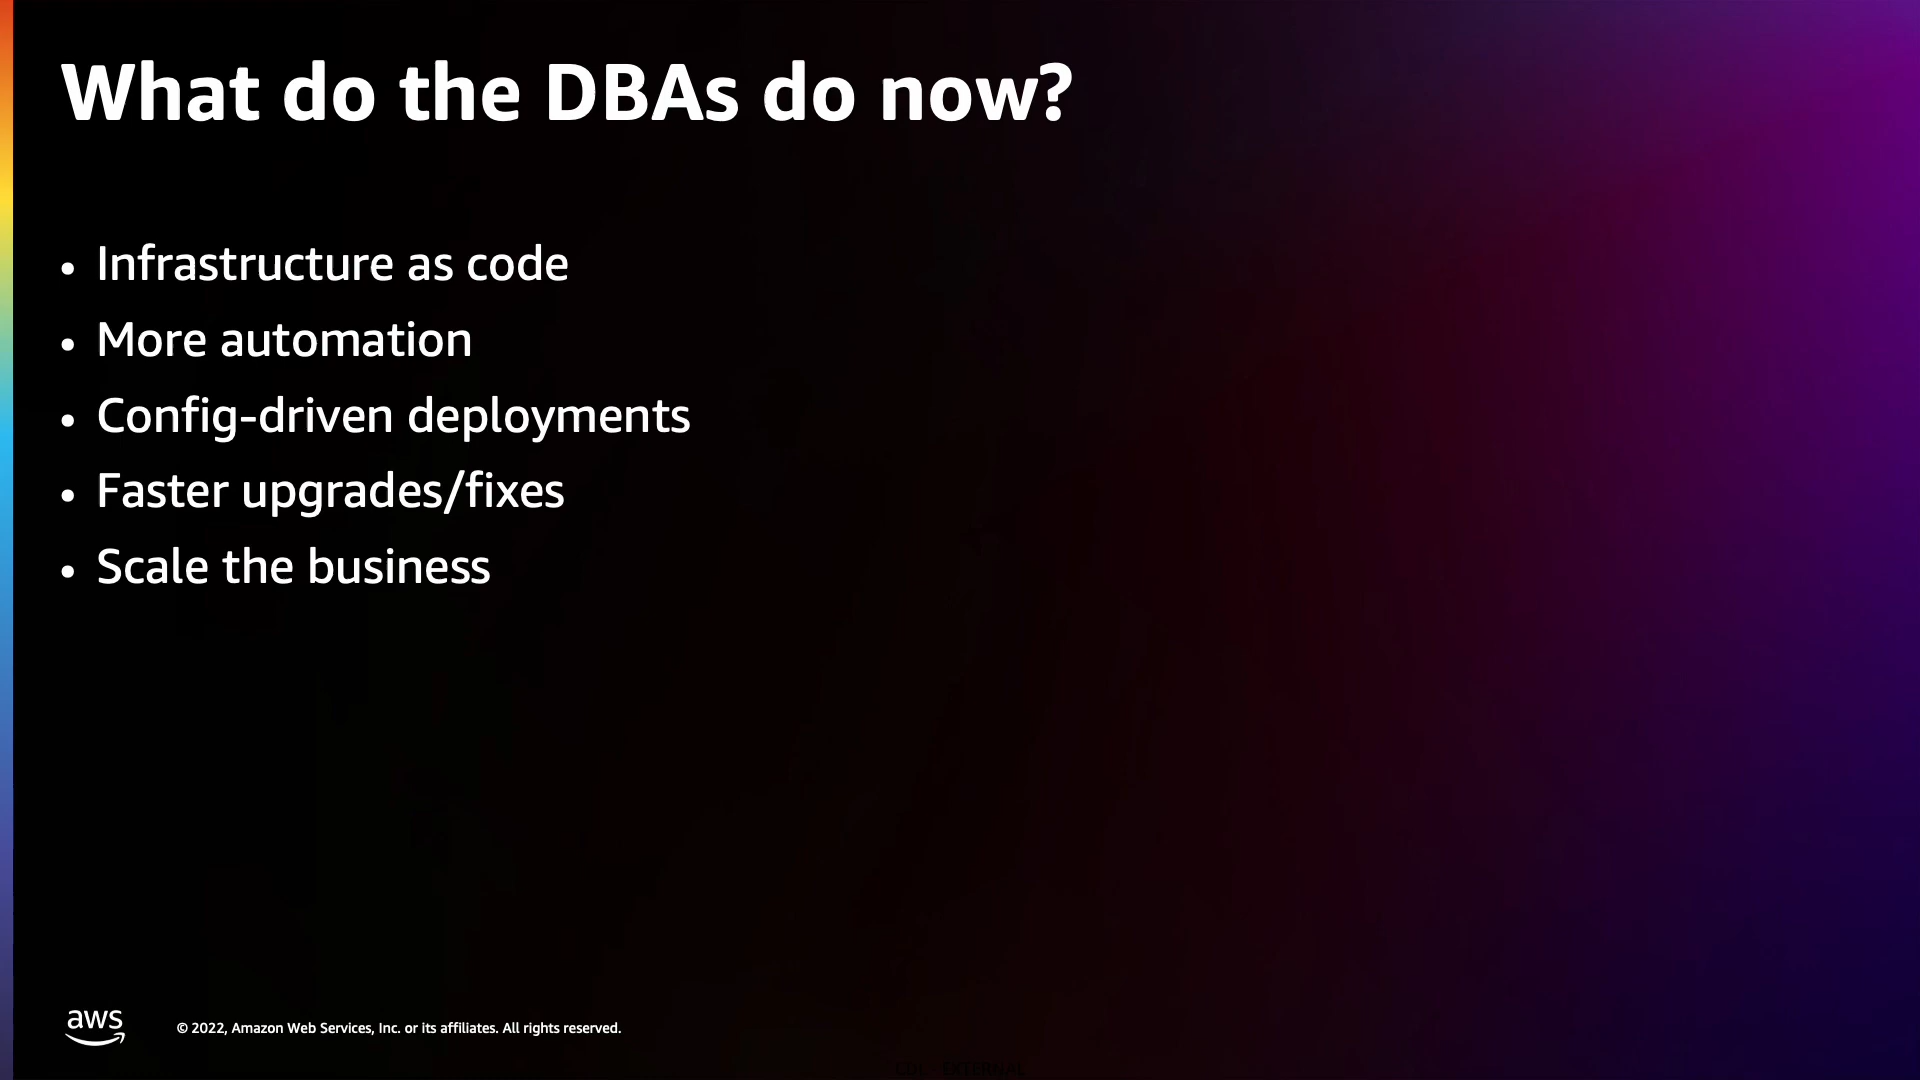 What do the DBAs do now?
• Infrastructure as code
• More automation
• Config-driven deployments
• Faster upgrades/fixes
• Scale the business
aws
© 2022, Amazon Web Services, Inc. or its affiliates. All rights reserved.
EXTERNAL